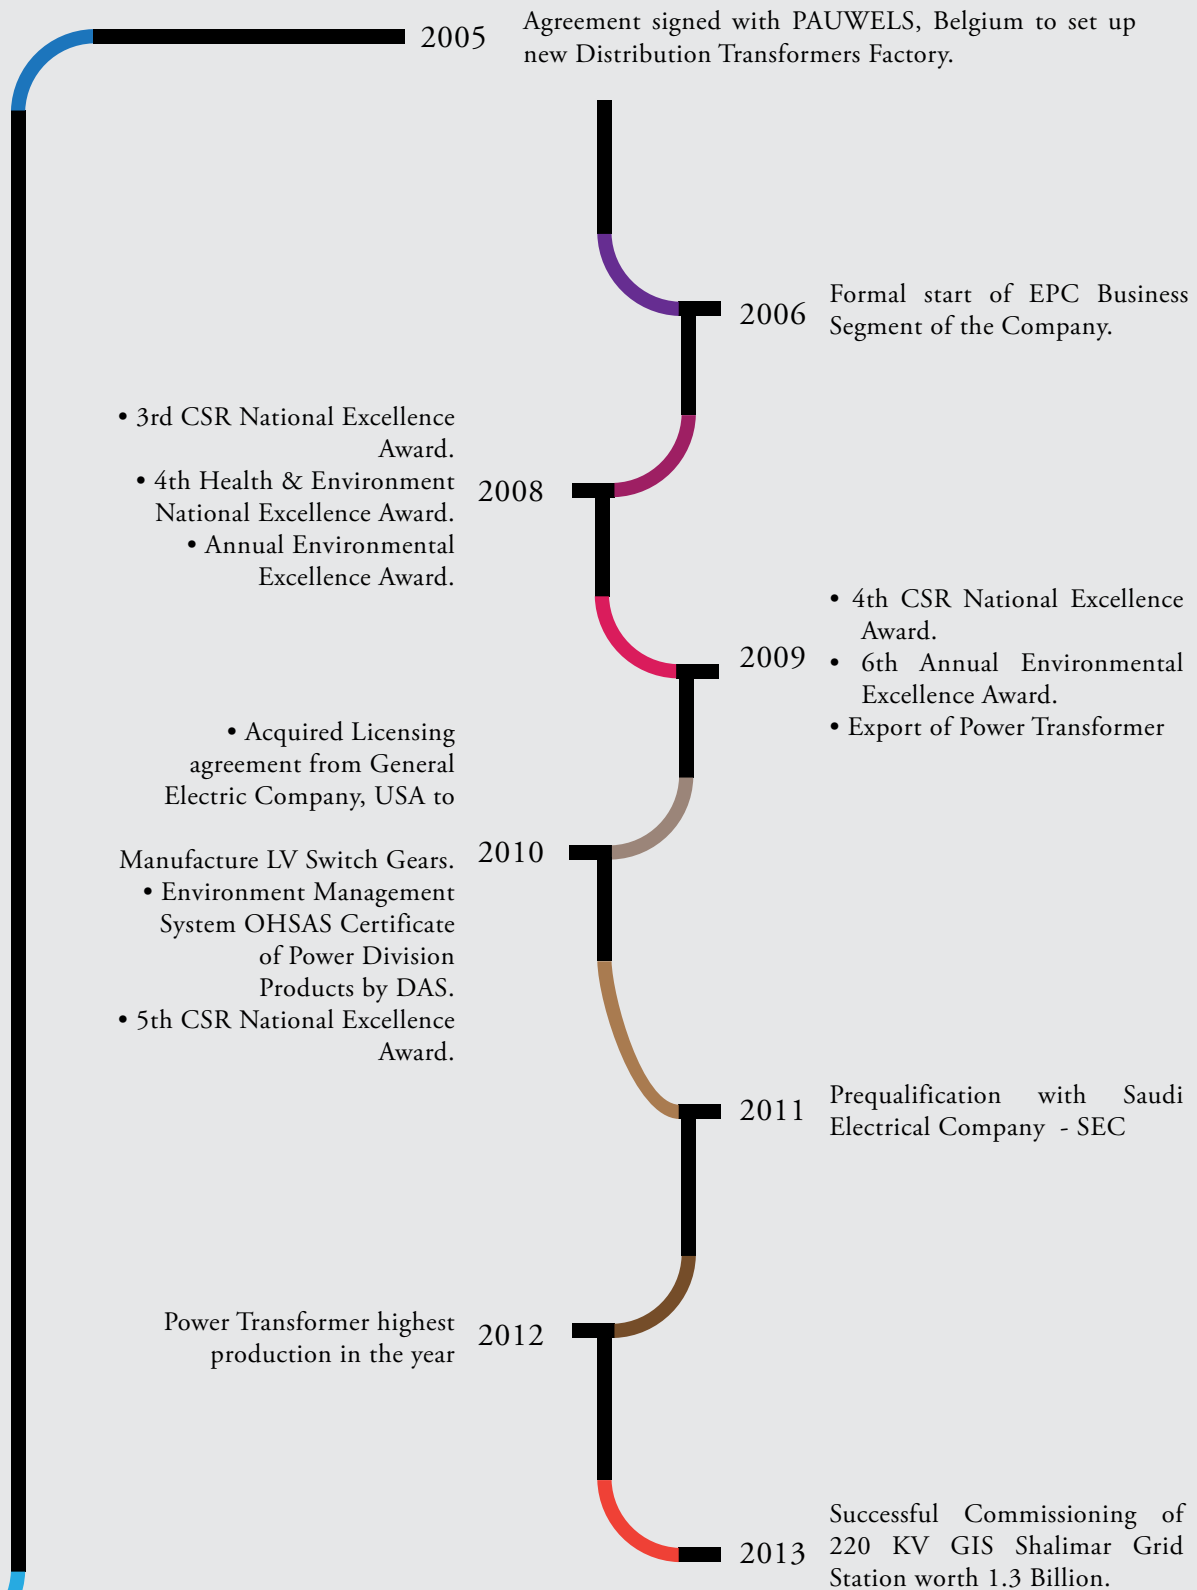 2005
Agreement signed with PAUWELS, Belgium to set up
new Distribution Transformers Factory.
2006
Formal start of EPC Business
Segment of the Company.
• 3rd CSR National Excellence
Award.
• 4th Health & Environment
National Excellence Award.
• Annual Environmental
Excellence Award.
2008
2009
• 4th CSR National Excellence
Award.
• 6th Annual Environmental
Excellence Award.
• Export of Power Transformer
• Acquired Licensing
agreement from General
Electric Company, USA to
Manufacture LV Switch Gears.
• Environment Management
System OHSAS Certificate
of Power Division
Products by DAS.
• 5th CSR National Excellence
Award.
2010
2011
Prequalification with Saudi
Electrical Company - SEC
Power Transformer highest
production in the year
2012
2013
Successful Commissioning of
220 KV GIS Shalimar Grid
Station worth 1.3 Billion.